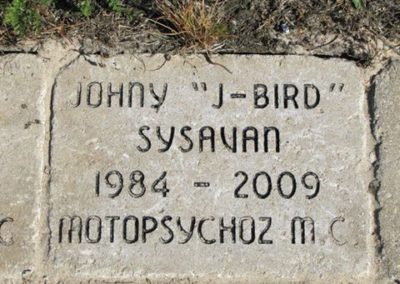 JOHNY "J-BIRD"
SYSAVAN
1984 - 2009
MOTOPSYCHOZ M.C